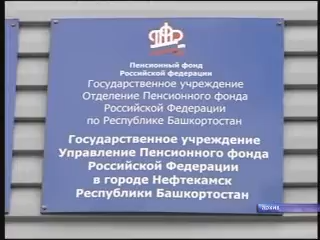 Пенсионный фонд
Российской федерации
Государственное учреждение
Отделение Пенсионного фонда
Российской Федерации
по Республике Башкортостан
Государственное учреждение
Управление Пенсионного фонда
Российской Федерации
в городе Нефтекамск
Республики Башкортостан
архив